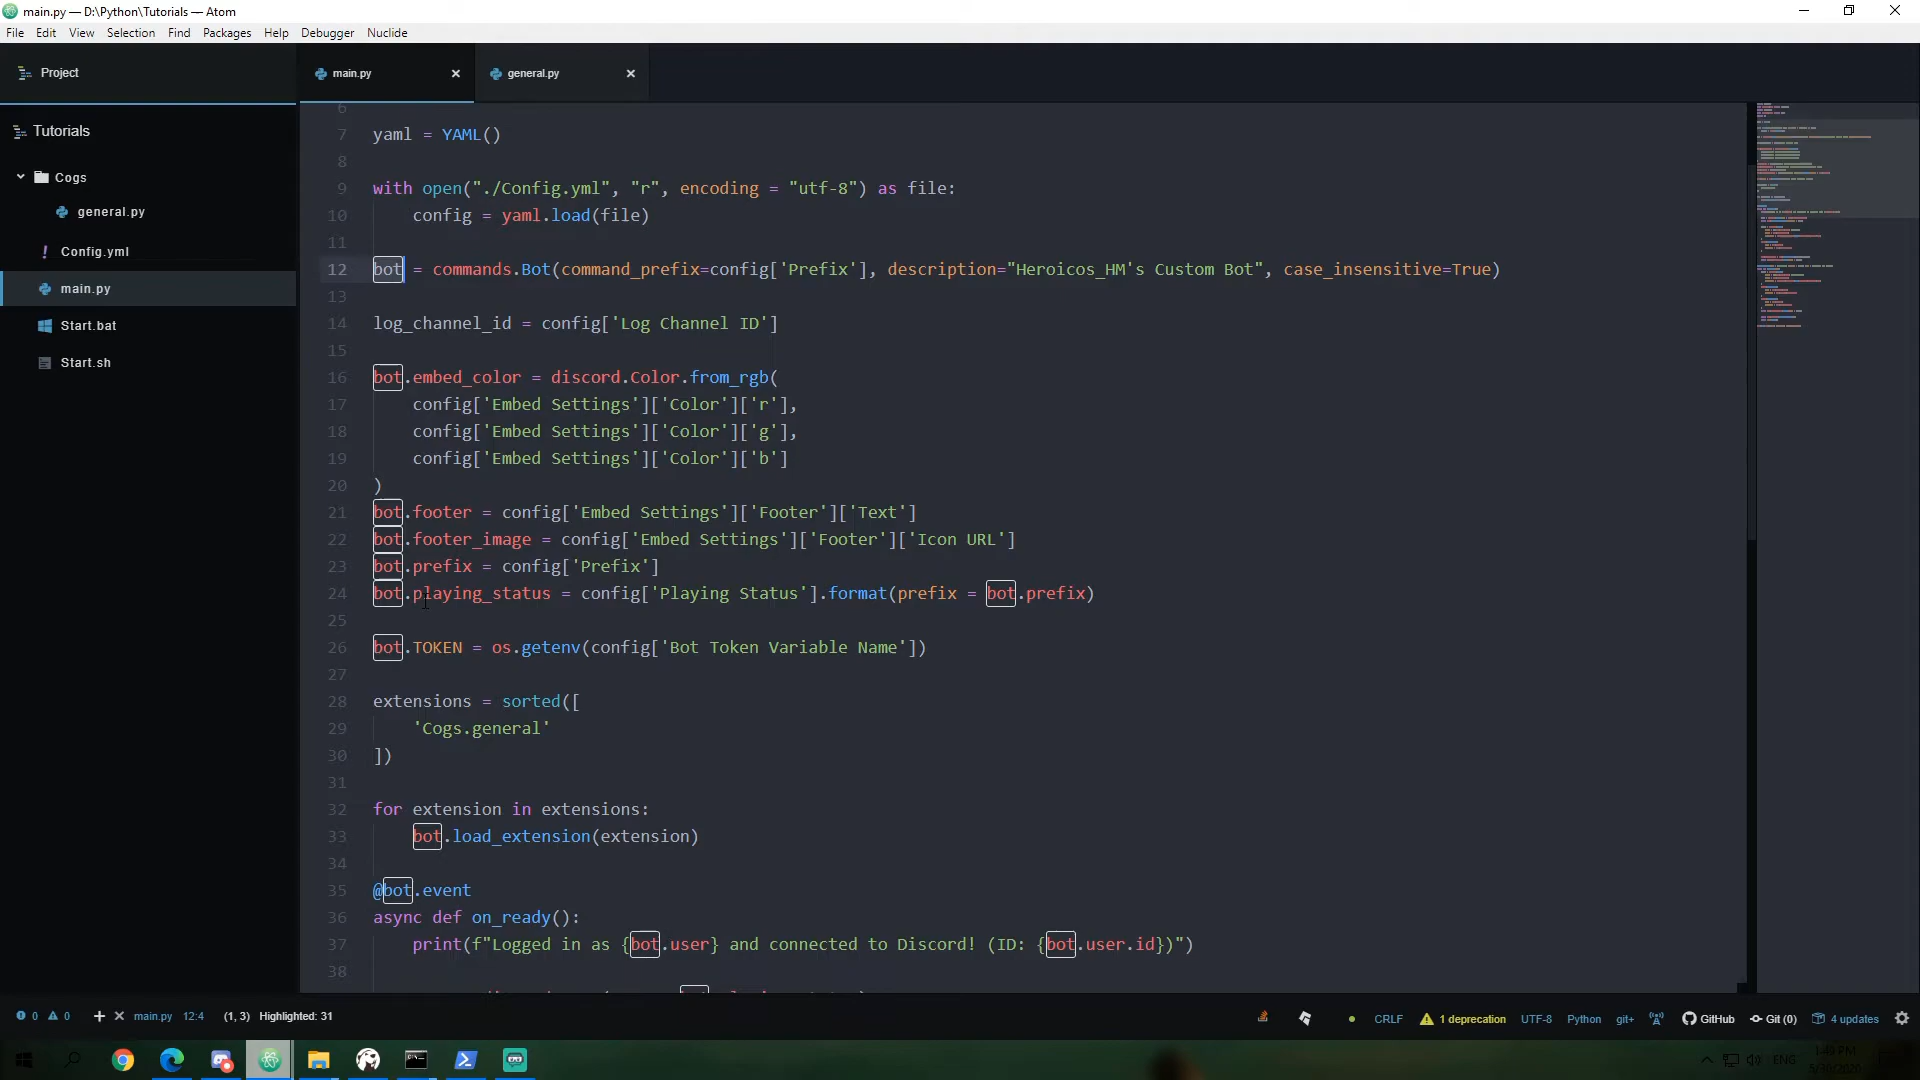 main.py — D:\Python\Tutorials — Atom
File Edit View Selection Find Packages Help Debugger Nuclide
Project
main.py
general.py
Tutorials
Cogs
general.py
Config.yml
main.py
Start.bat
Start.sh
6
7 yaml = YAML()
8
9 with open("./Config.yml", "r", encoding = "utf-8") as file:
10 config = yaml.load(file)
11
12 bot = commands.Bot(command_prefix=config['Prefix'], description="Heroicos_HM's Custom Bot", case_insensitive=True)
13
14 log_channel_id = config['Log Channel ID']
15
16 bot.embed_color = discord.Color.from_rgb(
17 config['Embed Settings']['Color']['r'],
18 config['Embed Settings']['Color']['g'],
19 config['Embed Settings']['Color']['b']
20 )
21 bot.footer = config['Embed Settings']['Footer']['Text']
22 bot.footer_image = config['Embed Settings']['Footer']['Icon URL']
23 bot.prefix = config['Prefix']
24 bot.playing_status = config['Playing Status'].format(prefix = bot.prefix)
25
26 bot.TOKEN = os.getenv(config['Bot Token Variable Name'])
27
28 extensions = sorted([
29 'Cogs.general'
30 ])
31
32 for extension in extensions:
33 bot.load_extension(extension)
34
35 @bot.event
36 async def on_ready():
37 print(f"Logged in as {bot.user} and connected to Discord! (ID: {bot.user.id})")
38
0 0 main.py 12:4 (1, 3) Highlighted: 31 CRLF 1 deprecation UTF-8 Python git+ GitHub Git (0) 4 updates
ENG 1:49 PM